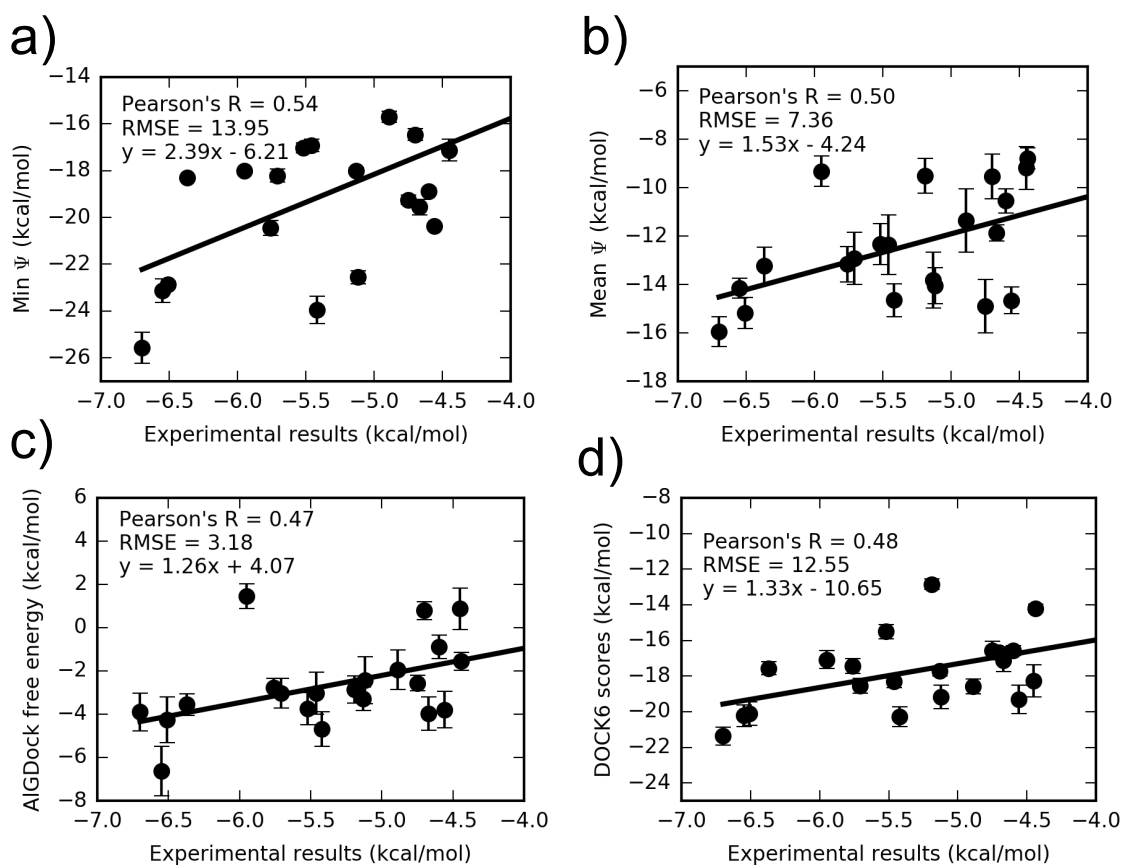 a)
Pearson's R = 0.54
RMSE = 13.95
y = 2.39x - 6.21
Min Ψ (kcal/mol)
−14
−16
−18
−20
−22
−24
−26
−7.0 −6.5 −6.0 −5.5 −5.0 −4.5 −4.0
Experimental results (kcal/mol)
b)
Pearson's R = 0.50
RMSE = 7.36
y = 1.53x - 4.24
Mean Ψ (kcal/mol)
−6
−8
−10
−12
−14
−16
−18
−7.0 −6.5 −6.0 −5.5 −5.0 −4.5 −4.0
Experimental results (kcal/mol)
c)
Pearson's R = 0.47
RMSE = 3.18
y = 1.26x + 4.07
AlGDock free energy (kcal/mol)
6
4
2
0
−2
−4
−6
−8
−7.0 −6.5 −6.0 −5.5 −5.0 −4.5 −4.0
Experimental results (kcal/mol)
d)
Pearson's R = 0.48
RMSE = 12.55
y = 1.33x - 10.65
DOCK6 scores (kcal/mol)
−8
−10
−12
−14
−16
−18
−20
−22
−24
−7.0 −6.5 −6.0 −5.5 −5.0 −4.5 −4.0
Experimental results (kcal/mol)